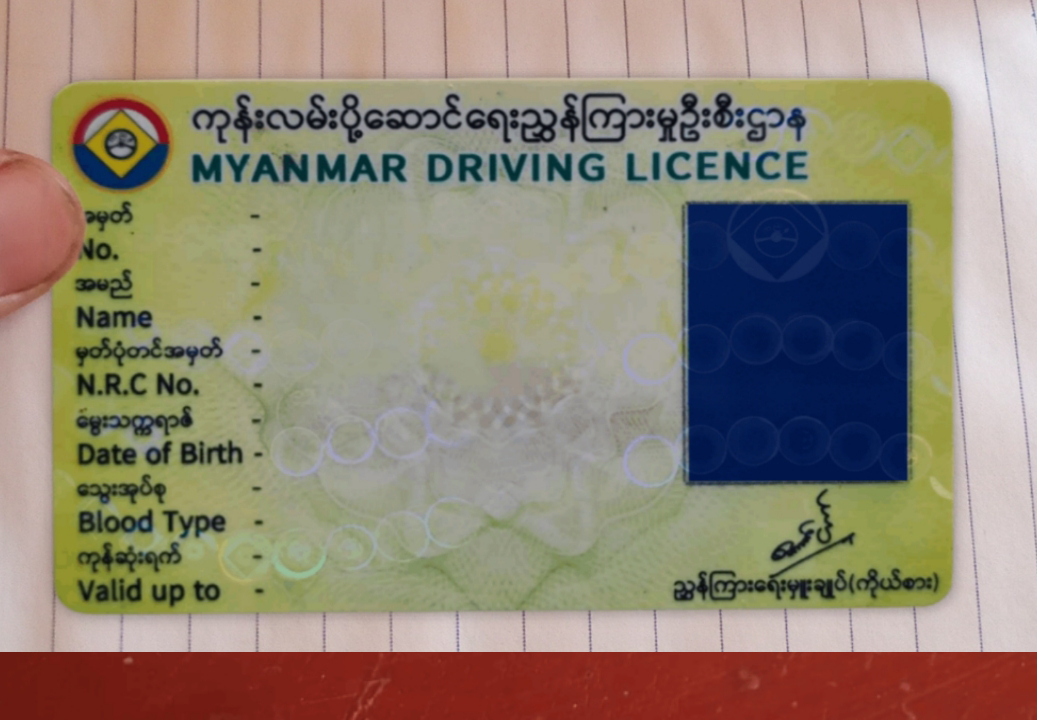 ကုန်းလမ်းပို့ဆောင်ရေးညွှန်ကြားမှုဦးစီးဌာန
MYANMAR DRIVING LICENCE
အမှတ် -
No. -
အမည် -
Name -
မှတ်ပုံတင်အမှတ် -
N.R.C No. -
မွေးသက္ကရာဇ် -
Date of Birth -
သွေးအုပ်စု -
Blood Type -
ကုန်ဆုံးရက် -
Valid up to -
ညွှန်ကြားရေးမှူးချုပ်(ကိုယ်စား)